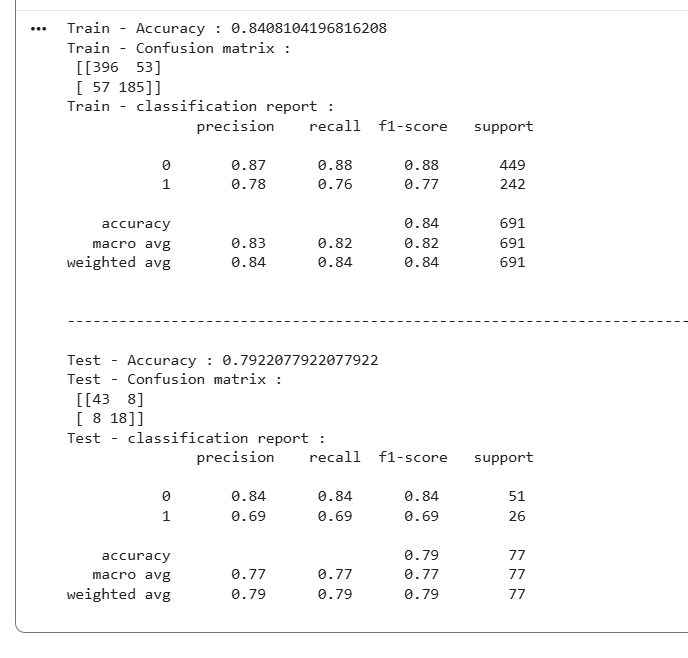 ••• Train - Accuracy : 0.8408104196816208
Train - Confusion matrix :
[[396  53]
[ 57 185]]
Train - classification report :
precision    recall  f1-score   support
0       0.87      0.88      0.88       449
1       0.78      0.76      0.77       242
accuracy                           0.84       691
macro avg       0.83      0.82      0.82       691
weighted avg       0.84      0.84      0.84       691
--------------------------------------------------------------------------
Test - Accuracy : 0.7922077922077922
Test - Confusion matrix :
[[43  8]
[ 8 18]]
Test - classification report :
precision    recall  f1-score   support
0       0.84      0.84      0.84        51
1       0.69      0.69      0.69        26
accuracy                           0.79        77
macro avg       0.77      0.77      0.77        77
weighted avg       0.79      0.79      0.79        77